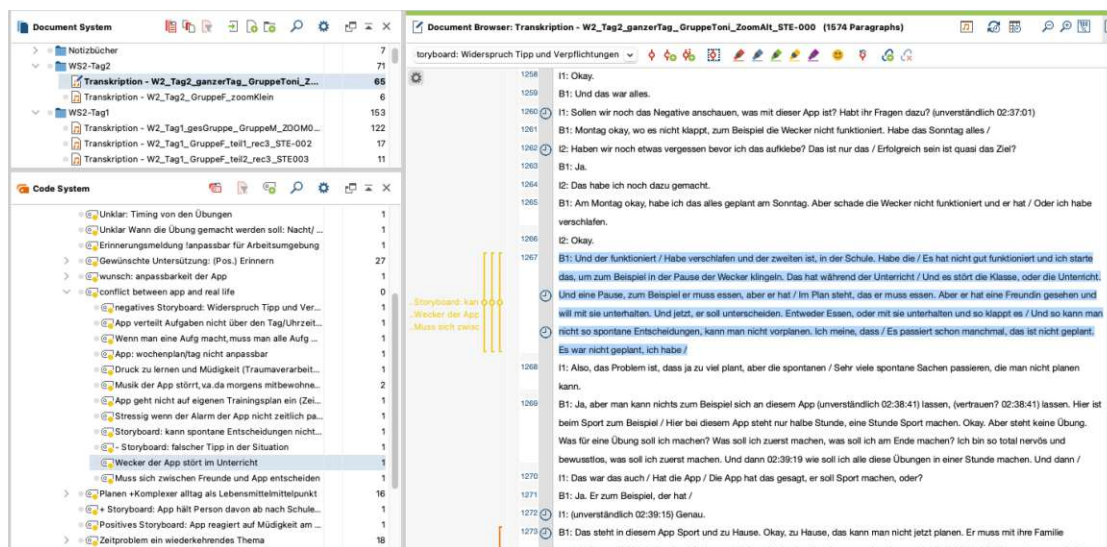 Document System
Notizbücher 7
WS2-Tag2 71
Transkription - W2_Tag2_ganzerTag_GruppeToni_Z... 65
Transkription - W2_Tag2_GruppeF_zoomKlein 6
WS2-Tag1 153
Transkription - W2_Tag1_gesGruppe_GruppeM_ZOOM0... 122
Transkription - W2_Tag1_GruppeF_teil1_rec3_STE-002 17
Transkription - W2_Tag1_GruppeF_teil2_rec3_STE003 11
Code System
Unklar: Timing von den Übungen 1
Unklar Wann die Übung gemacht werden soll: Nacht/ ... 1
Erinnerungsmeldung !anpassbar für Arbeitsumgebung 1
Gewünschte Untersützung: (Pos.) Erinnern 27
wunsch: anpassbarkeit der App 1
conflict between app and real life 0
negatives Storyboard: Widerspruch Tipp und Ver... 1
App verteilt Aufgaben nicht über den Tag/Uhrzeit... 1
Wenn man eine Aufg macht,muss man alle Aufg ... 1
App: wochenplan/tag nicht anpassbar 1
Druck zu lernen und Müdigkeit (Traumaverarbeit... 1
Musik der App störrt,va.da morgens mitbewohne... 2
App geht nicht auf eigenen Trainingsplan ein (Zei... 1
Stressig wenn der Alarm der App nicht zeitlich pa... 1
Storyboard: kann spontane Entscheidungen nicht... 1
- Storyboard: falscher Tipp in der Situation 1
Wecker der App stört im Unterricht 1
Muss sich zwischen Freunde und App entscheiden 1
Planen +Komplexer alltag als Lebensmittelmittelpunkt 16
+ Storyboard: App hält Person davon ab nach Schule... 1
Positives Storyboard: App reagiert auf Müdigkeit am ... 1
Zeitproblem ein wiederkehrendes Thema 18
Document Browser: Transkription - W2_Tag2_ganzerTag_GruppeToni_ZoomAlt_STE-000 (1574 Paragraphs)
toryboard: Widerspruch Tipp und Verpflichtungen
..Storyboard: kan
..Wecker der App
..Muss sich zwisc
1258 I1: Okay.
1259 B1: Und das war alles.
1260 I1: Sollen wir noch das Negative anschauen, was mit dieser App ist? Habt ihr Fragen dazu? (unverständlich 02:37:01)
1261 B1: Montag okay, wo es nicht klappt, zum Beispiel die Wecker nicht funktioniert. Habe das Sonntag alles /
1262 I2: Haben wir noch etwas vergessen bevor ich das aufklebe? Das ist nur das / Erfolgreich sein ist quasi das Ziel?
1263 B1: Ja.
1264 I2: Das habe ich noch dazu gemacht.
1265 B1: Am Montag okay, habe ich das alles geplant am Sonntag. Aber schade die Wecker nicht funktioniert und er hat / Oder ich habe
verschlafen.
1266 I2: Okay.
1267 B1: Und der funktioniert / Habe verschlafen und der zweiten ist, in der Schule. Habe die / Es hat nicht gut funktioniert und ich starte
das, um zum Beispiel in der Pause der Wecker klingeln. Das hat während der Unterricht / Und es stört die Klasse, oder die Unterricht.
Und eine Pause, zum Beispiel er muss essen, aber er hat / Im Plan steht, das er muss essen. Aber er hat eine Freundin gesehen und
will mit sie unterhalten. Und jetzt, er soll unterscheiden. Entweder Essen, oder mit sie unterhalten und so klappt es / Und so kann man
nicht so spontane Entscheidungen, kann man nicht vorplanen. Ich meine, dass / Es passiert schon manchmal, das ist nicht geplant.
Es war nicht geplant, ich habe /
1268 I1: Also, das Problem ist, dass ja zu viel plant, aber die spontanen / Sehr viele spontane Sachen passieren, die man nicht planen
kann.
1269 B1: Ja, aber man kann nichts zum Beispiel sich an diesem App (unverständlich 02:38:41) lassen, (vertrauen? 02:38:41) lassen. Hier ist
beim Sport zum Beispiel / Hier bei diesem App steht nur halbe Stunde, eine Stunde Sport machen. Okay. Aber steht keine Übung.
Was für eine Übung soll ich machen? Was soll ich zuerst machen, was soll ich am Ende machen? Ich bin so total nervös und
bewusstlos, was soll ich zuerst machen. Und dann 02:39:19 wie soll ich alle diese Übungen in einer Stunde machen. Und dann /
1270 I1: Das war das auch / Hat die App / Die App hat das gesagt, er soll Sport machen, oder?
1271 B1: Ja. Er zum Beispiel, der hat /
1272 I1: (unverständlich 02:39:15) Genau.
1273 B1: Das steht in diesem App Sport und zu Hause. Okay, zu Hause, das kann man nicht jetzt planen. Er muss mit ihre Familie